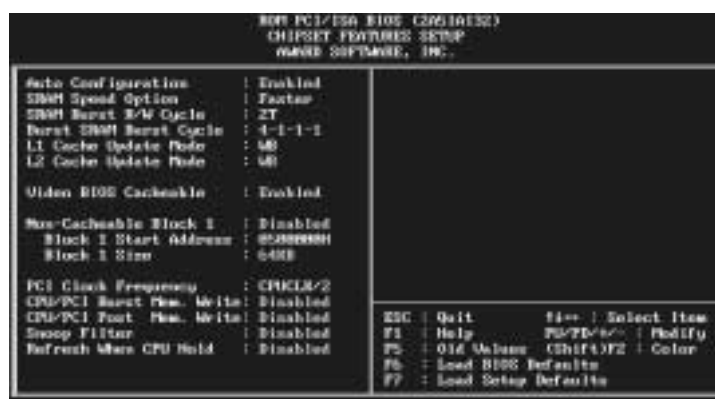 ROM PCI/ISA BIOS (2A5IAI32)
CHIPSET FEATURES SETUP
AWARD SOFTWARE, INC.
Auto Configuration : Enabled
SRAM Speed Option : Faster
SRAM Burst R/W Cycle : 2T
Burst SRAM Burst Cycle : 4-1-1-1
L1 Cache Update Mode : WB
L2 Cache Update Mode : WB
Video BIOS Cacheable : Enabled
Non-Cacheable Block 1 : Disabled
Block 1 Start Address :
Block 1 Size : 64KB
PCI Clock Frequency : CPUCLK/2
CPU/PCI Burst Mem. Write: Disabled
CPU/PCI Post Mem. Write: Disabled
Snoop Filter : Disabled
Refresh When CPU Hold : Disabled
ESC : Quit ↑↓→← : Select Item
F1 : Help PU/PD/+/- : Modify
F5 : Old Values (Shift)F2 : Color
F6 : Load BIOS Defaults
F7 : Load Setup Defaults